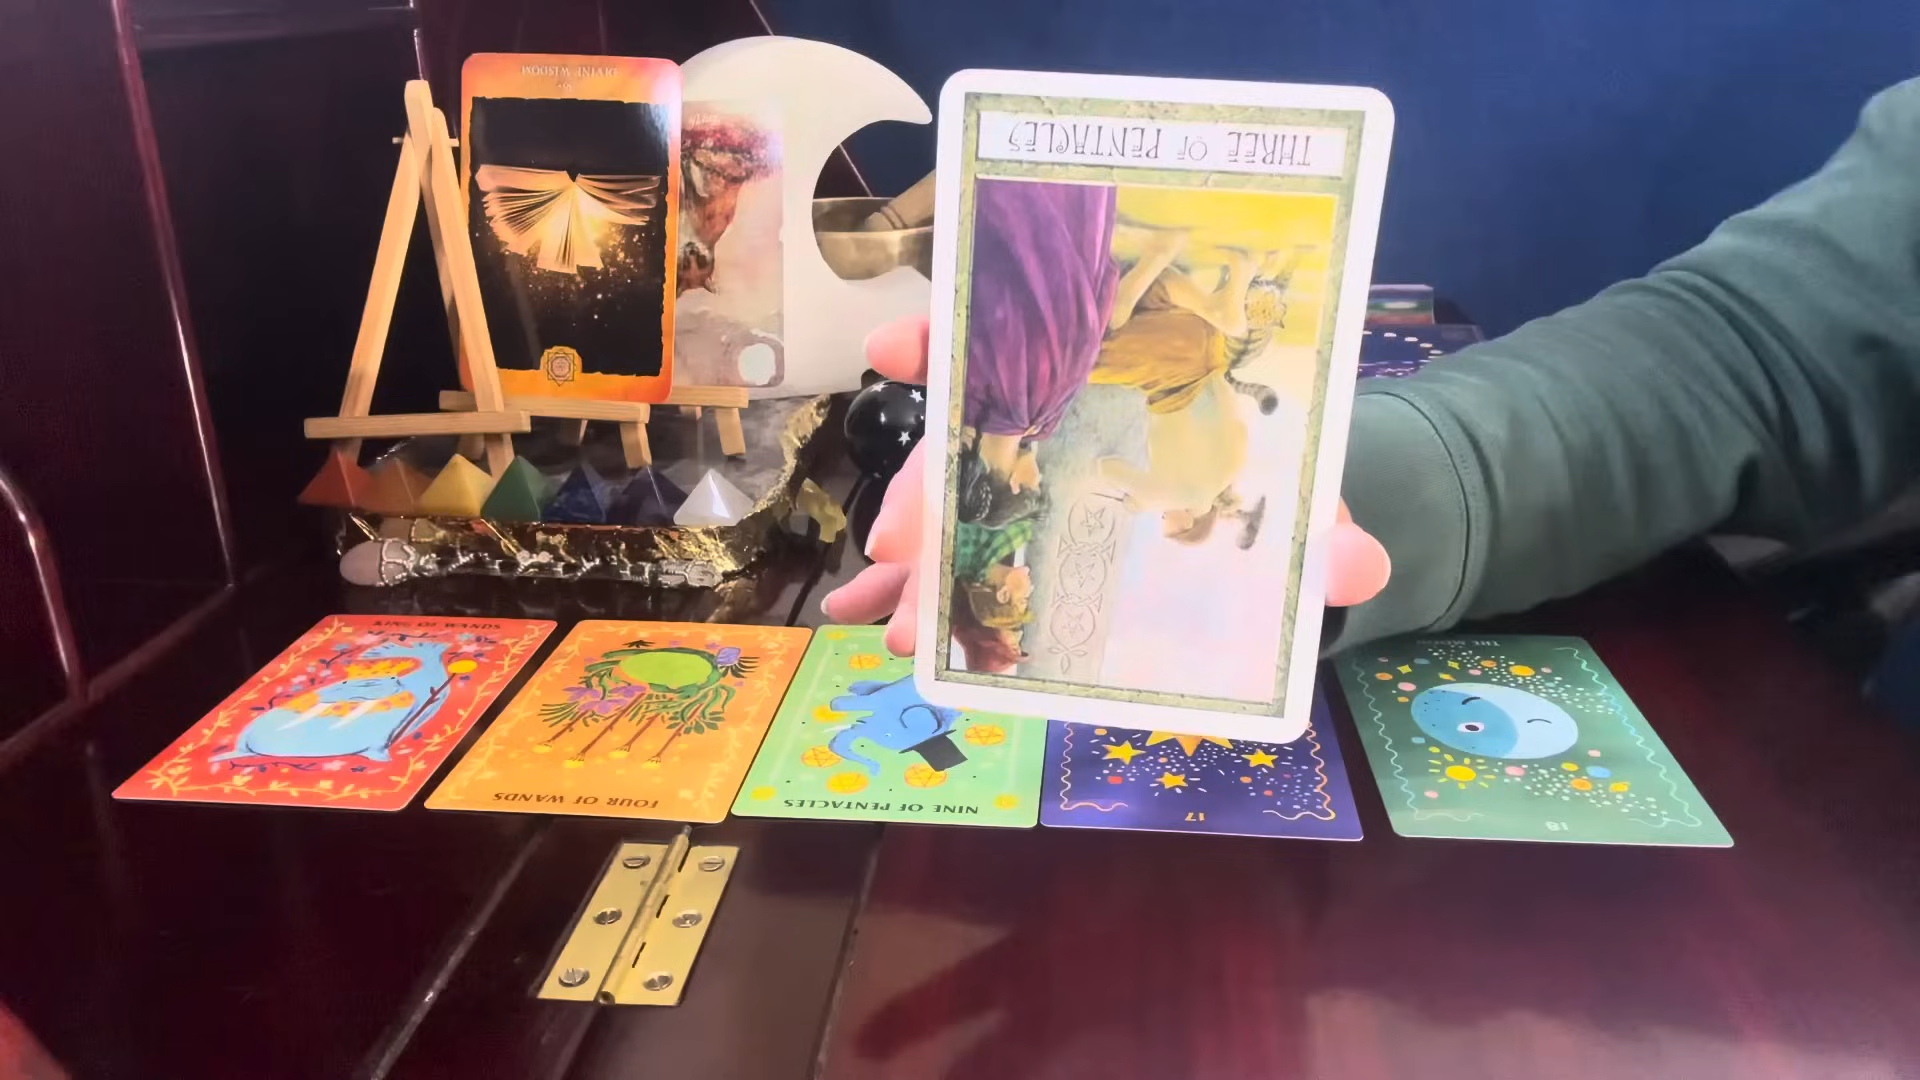 DIVINE WISDOM
THREE OF PENTACLES
KING OF WANDS
FOUR OF WANDS
NINE OF PENTACLES
17
THE MOON
18